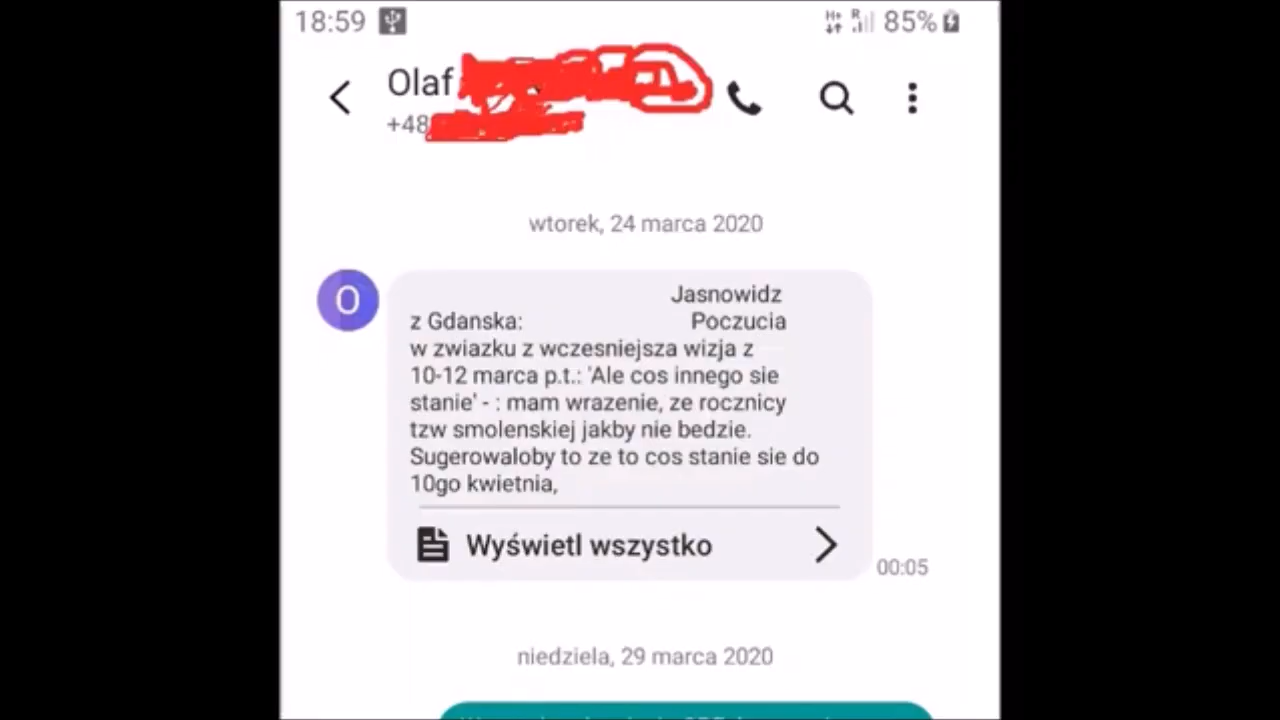 18:59 85%
Olaf
+48
wtorek, 24 marca 2020
O
Jasnowidz
z Gdanska: Poczucia
w zwiazku z wczesniejsza wizja z
10-12 marca p.t.: 'Ale cos innego sie
stanie' - : mam wrazenie, ze rocznicy
tzw smolenskiej jakby nie bedzie.
Sugerowaloby to ze to cos stanie sie do
10go kwietnia,
Wyświetl wszystko
00:05
niedziela, 29 marca 2020